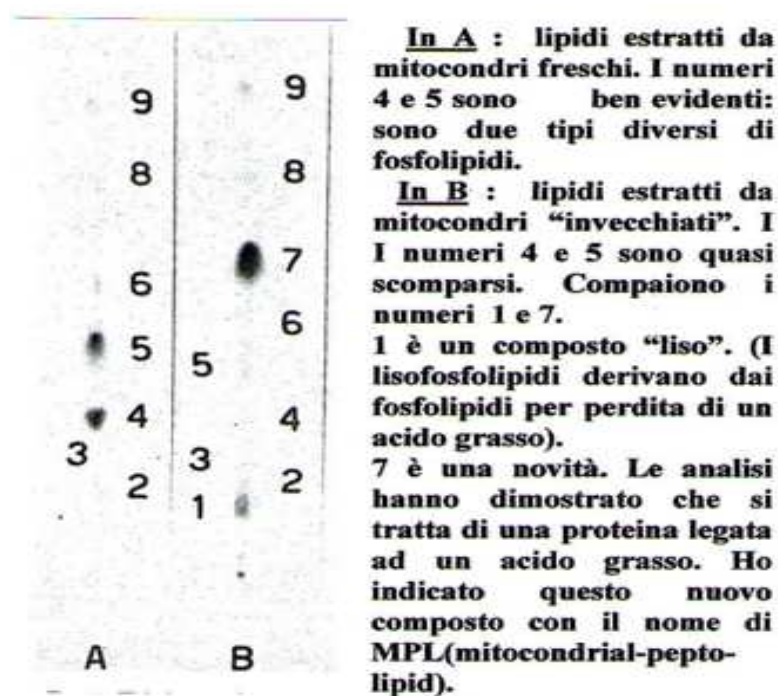 9
8
6
5
4
3
2
A
9
8
7
6
5
4
3
2
1
B
In A : lipidi estratti da
mitocondri freschi. I numeri
4 e 5 sono ben evidenti:
sono due tipi diversi di
fosfolipidi.
In B : lipidi estratti da
mitocondri “invecchiati”. I
I numeri 4 e 5 sono quasi
scomparsi. Compaiono i
numeri 1 e 7.
1 è un composto “liso”. (I
lisofosfolipidi derivano dai
fosfolipidi per perdita di un
acido grasso).
7 è una novità. Le analisi
hanno dimostrato che si
tratta di una proteina legata
ad un acido grasso. Ho
indicato questo nuovo
composto con il nome di
MPL(mitocondrial-pepto-
lipid).